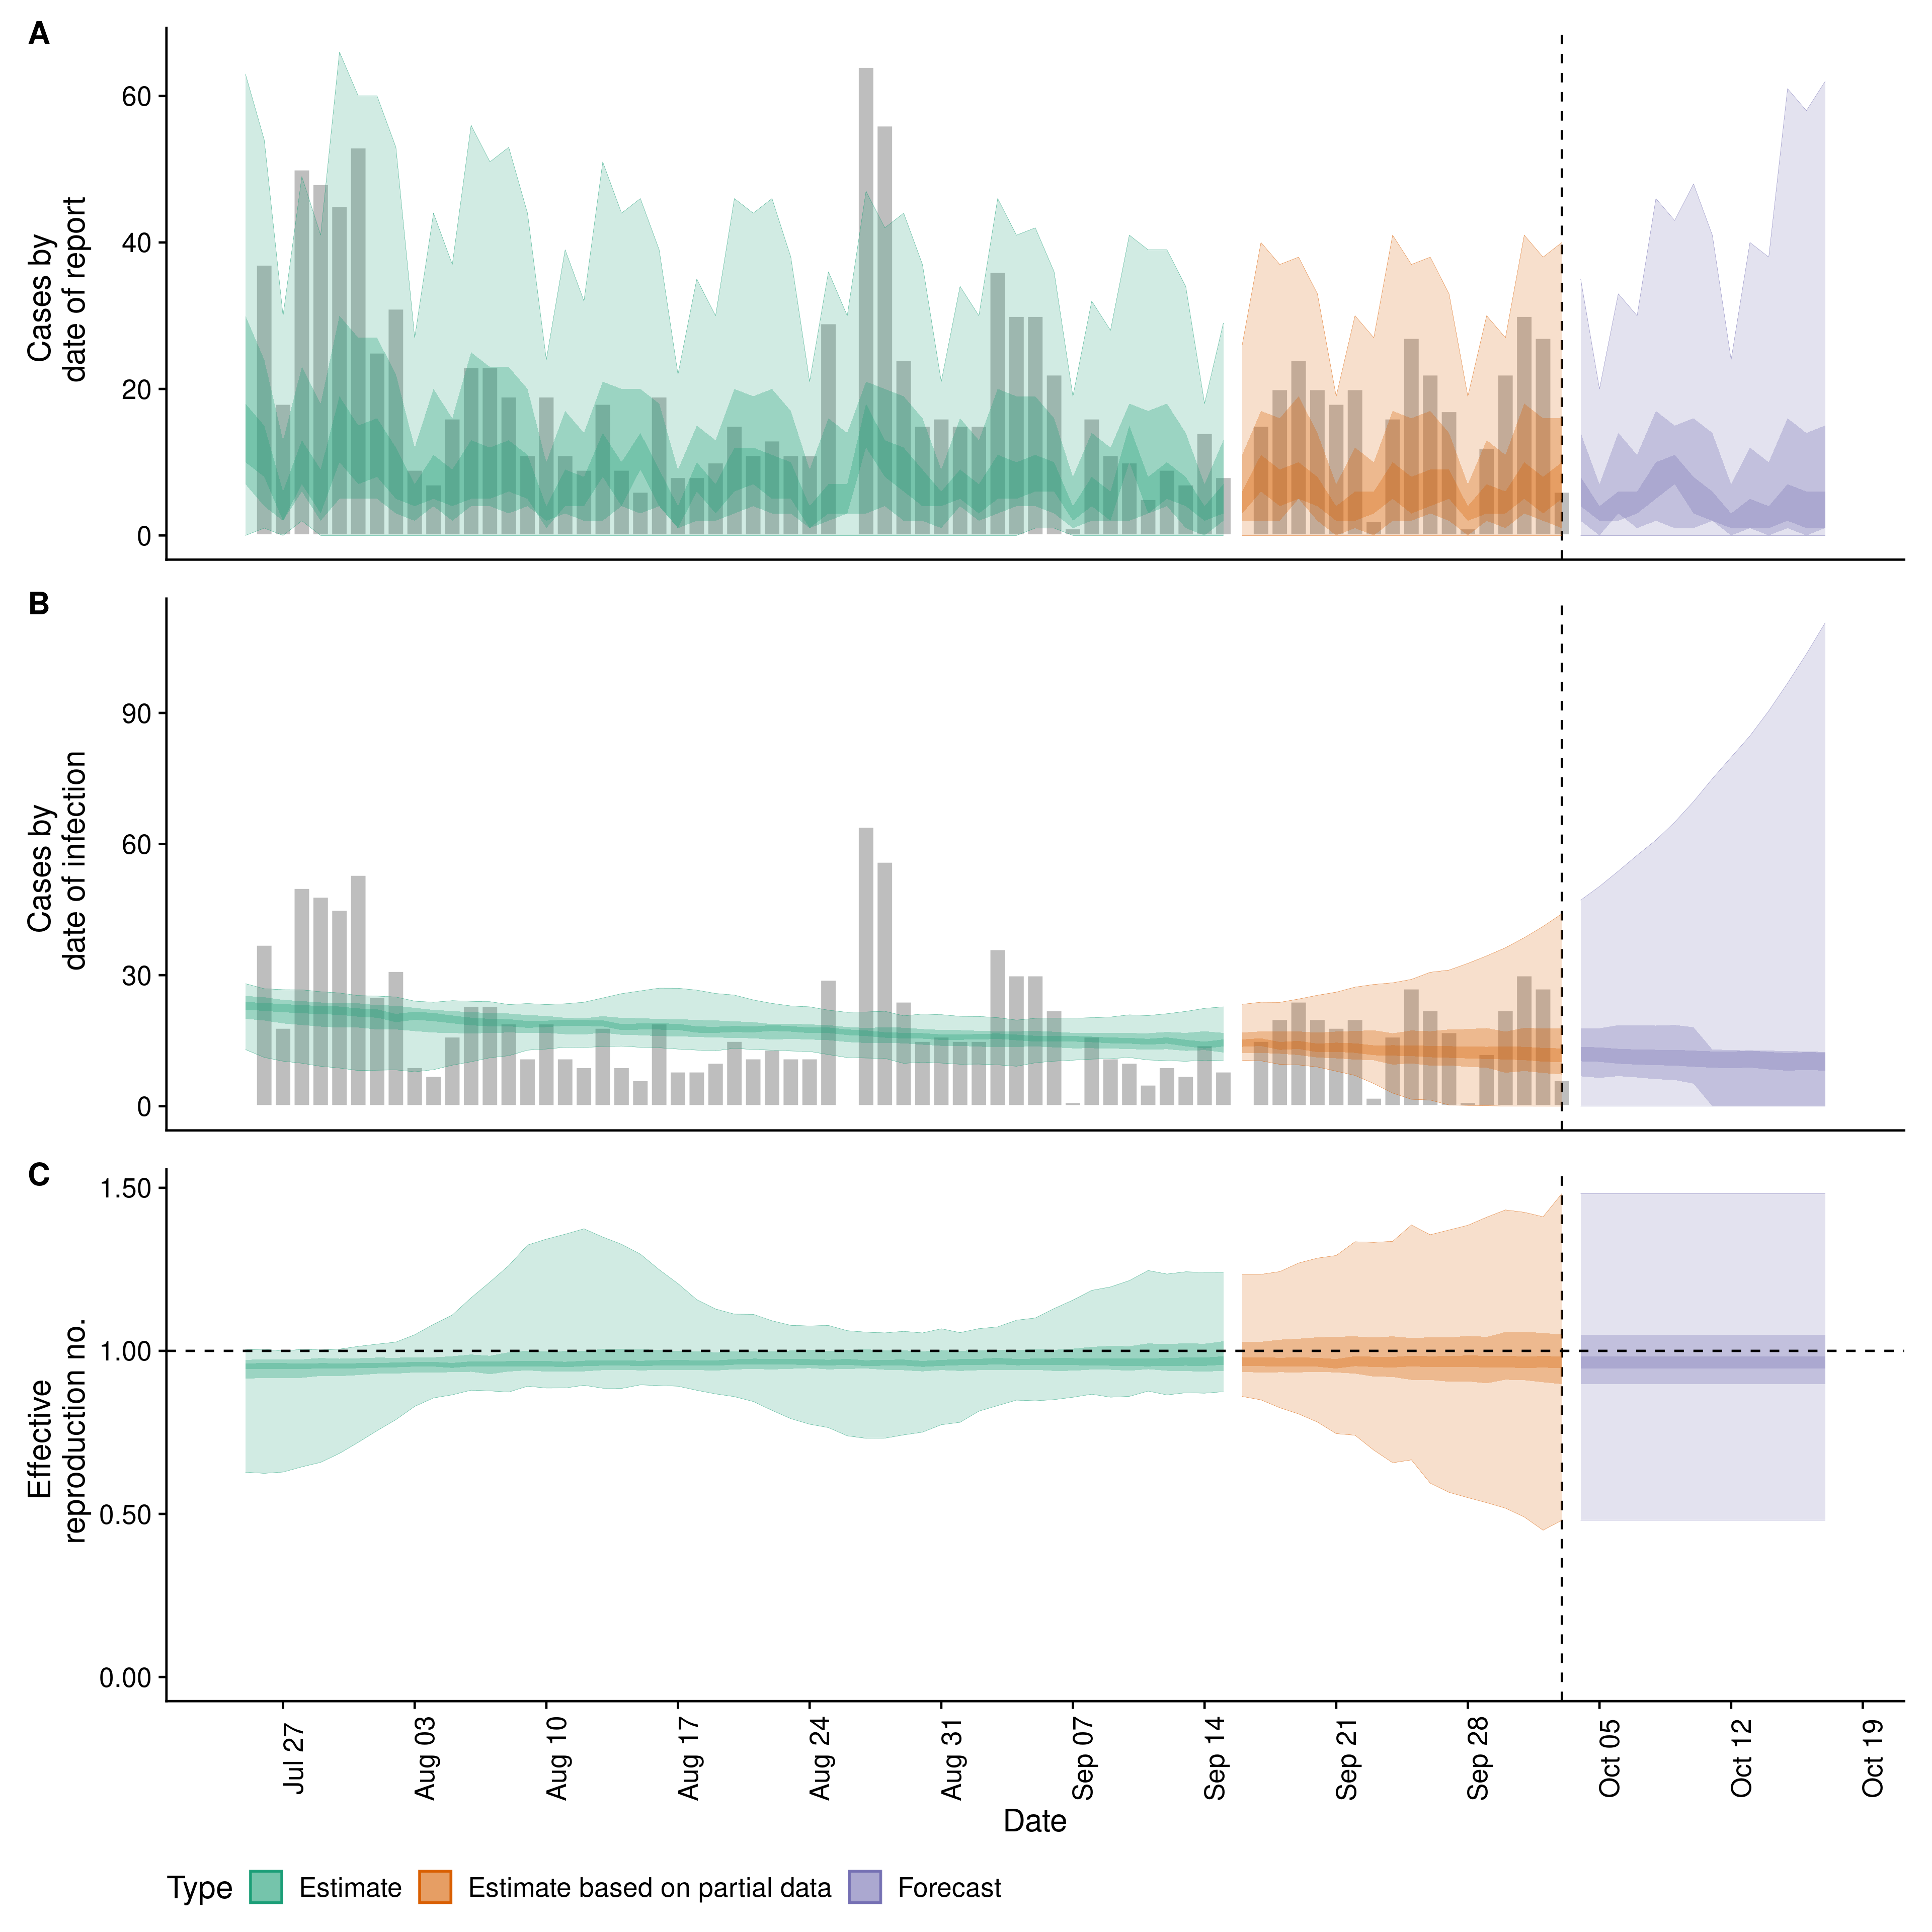 A
Cases by
date of report
60
40
20
0
B
Cases by
date of infection
90
60
30
0
C
Effective
reproduction no.
1.50
1.00
0.50
0.00
Jul 27
Aug 03
Aug 10
Aug 17
Aug 24
Aug 31
Sep 07
Sep 14
Sep 21
Sep 28
Oct 05
Oct 12
Oct 19
Date
Type Estimate Estimate based on partial data Forecast